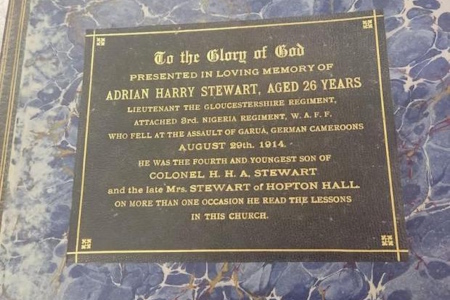 To the Glory of God
PRESENTED IN LOVING MEMORY OF
ADRIAN HARRY STEWART, AGED 26 YEARS
LIEUTENANT THE GLOUCESTERSHIRE REGIMENT,
ATTACHED 3rd. NIGERIA REGIMENT, W. A. F. F.
WHO FELL AT THE ASSAULT OF GARUA, GERMAN CAMEROONS
AUGUST 29th. 1914.
HE WAS THE FOURTH AND YOUNGEST SON OF
COLONEL H. H. A. STEWART
and the late Mrs. STEWART of HOPTON HALL.
ON MORE THAN ONE OCCASION HE READ THE LESSONS
IN THIS CHURCH.